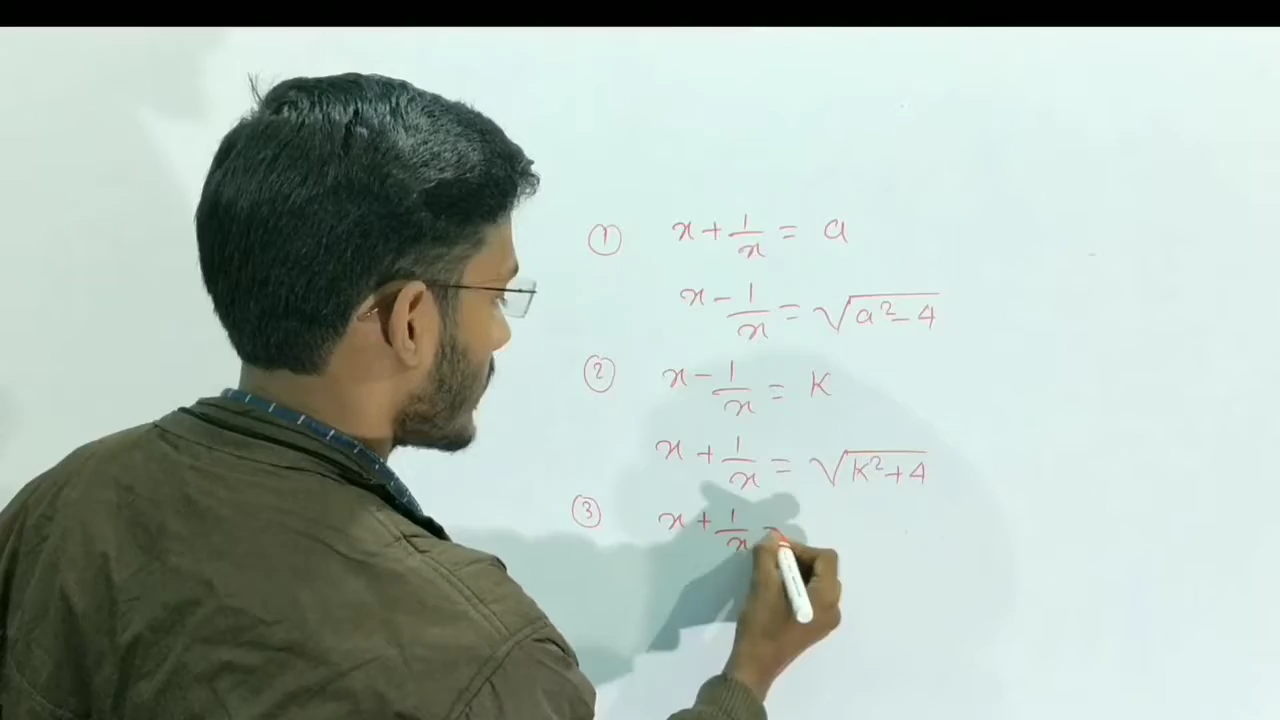 ① x + 1/x = a
x - 1/x = √(a² - 4)
② x - 1/x = K
x + 1/x = √(K² + 4)
③ x + 1/x -